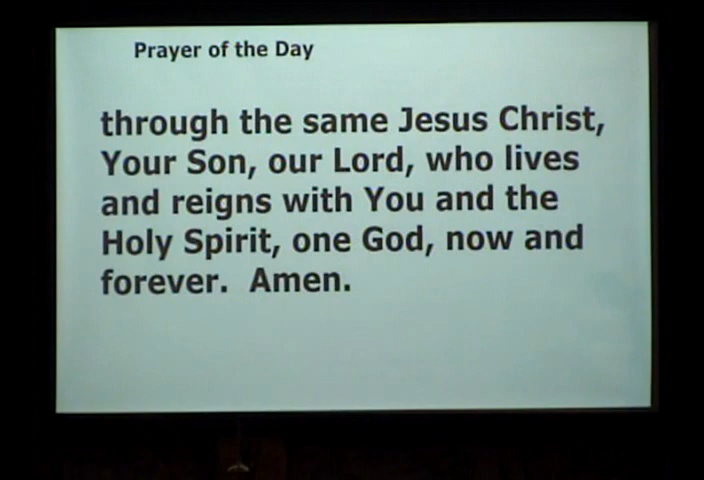 Prayer of the Day
through the same Jesus Christ,
Your Son, our Lord, who lives
and reigns with You and the
Holy Spirit, one God, now and
forever.  Amen.